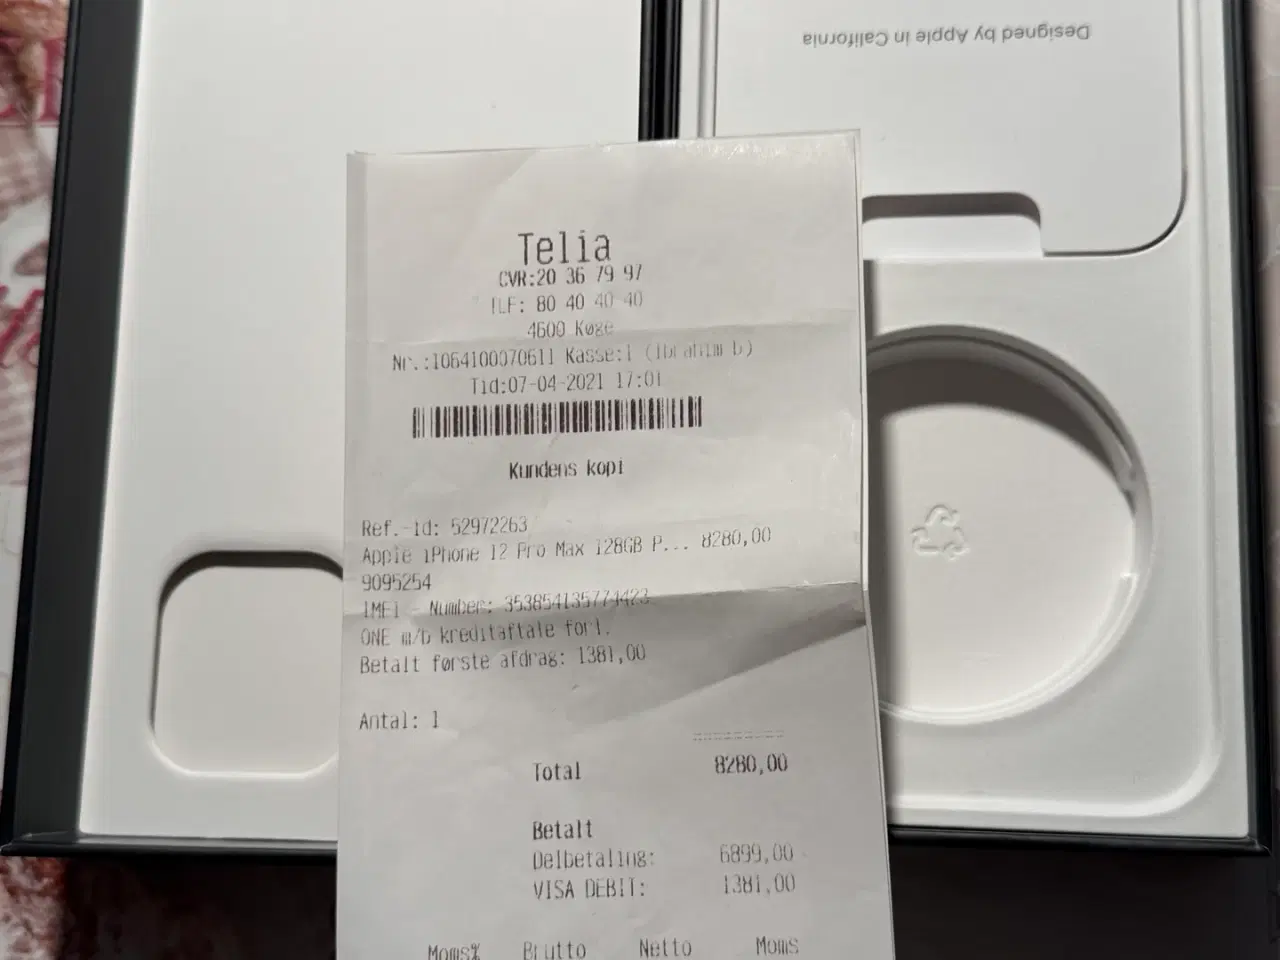 Designed by Apple in California
Telia
CVR:20 36 79 97
TLF: 80 40 40 40
4600 Køge
Nr.:1064100070611 Kasse:1 (Ibrahim b)
Tid:07-04-2021 17:01
Kundens kopi
Ref.-id: 52972263
Apple iPhone 12 Pro Max 128GB P... 8280,00
9095254
IMEI - Number: 353854135774423
ONE m/b kreditaftale forl.
Betalt første afdrag: 1381,00
Antal: 1
Total 8280,00
Betalt
Delbetaling: 6899,00
VISA DEBIT: 1381,00
Moms% Brutto Netto Moms